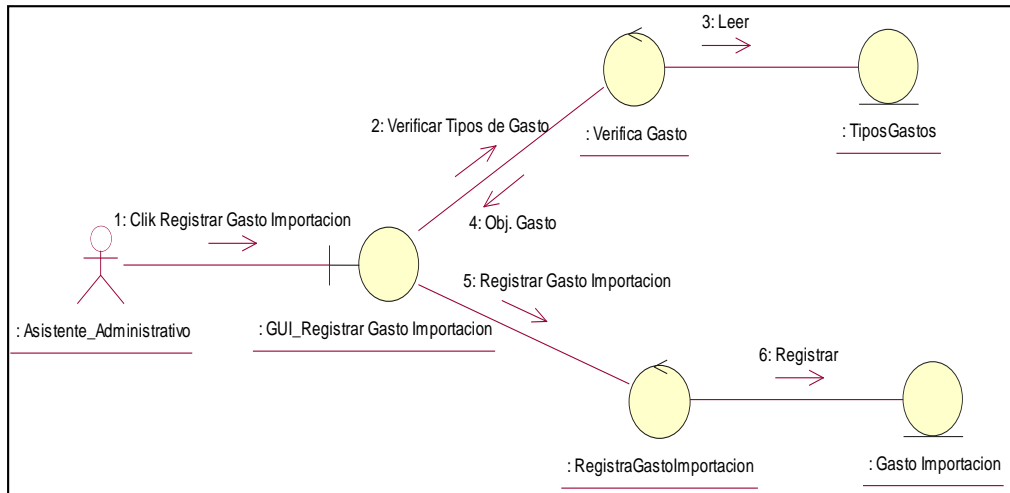 3: Leer
2: Verificar Tipos de Gasto
: Verifica Gasto
: TiposGastos
1: Clik Registrar Gasto Importacion
4: Obj. Gasto
5: Registrar Gasto Importacion
: Asistente_Administrativo
: GUI_Registrar Gasto Importacion
6: Registrar
: RegistraGastoImportacion
: Gasto Importacion